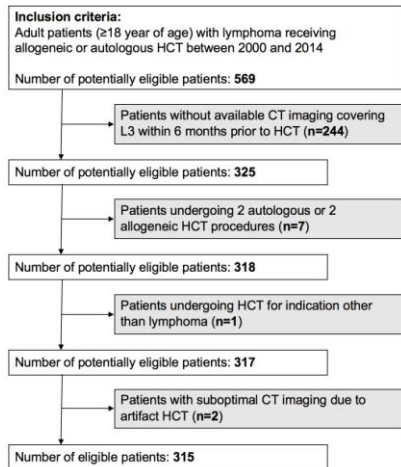 Inclusion criteria:
Adult patients (≥18 year of age) with lymphoma receiving
allogeneic or autologous HCT between 2000 and 2014
Number of potentially eligible patients: 569
Patients without available CT imaging covering
L3 within 6 months prior to HCT (n=244)
Number of potentially eligible patients: 325
Patients undergoing 2 autologous or 2
allogeneic HCT procedures (n=7)
Number of potentially eligible patients: 318
Patients undergoing HCT for indication other
than lymphoma (n=1)
Number of potentially eligible patients: 317
Patients with suboptimal CT imaging due to
artifact HCT (n=2)
Number of eligible patients: 315